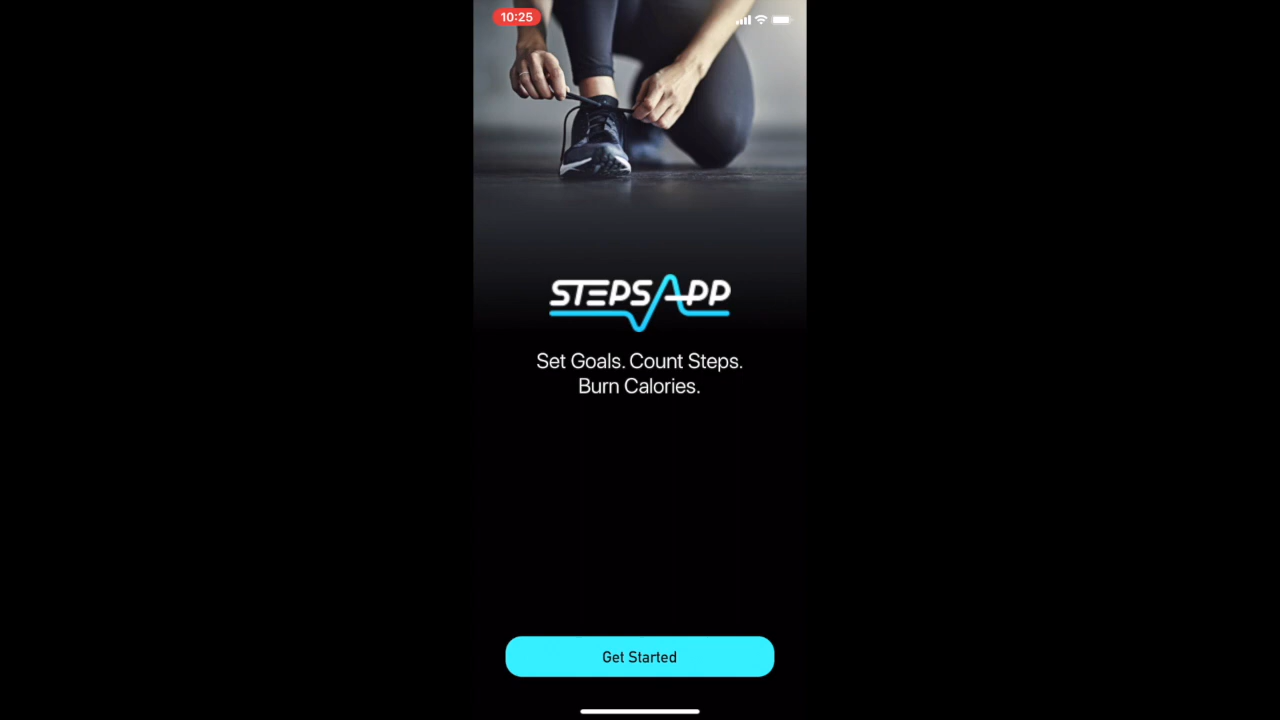 10:25
STEPSAPP
Set Goals. Count Steps.
Burn Calories.
Get Started